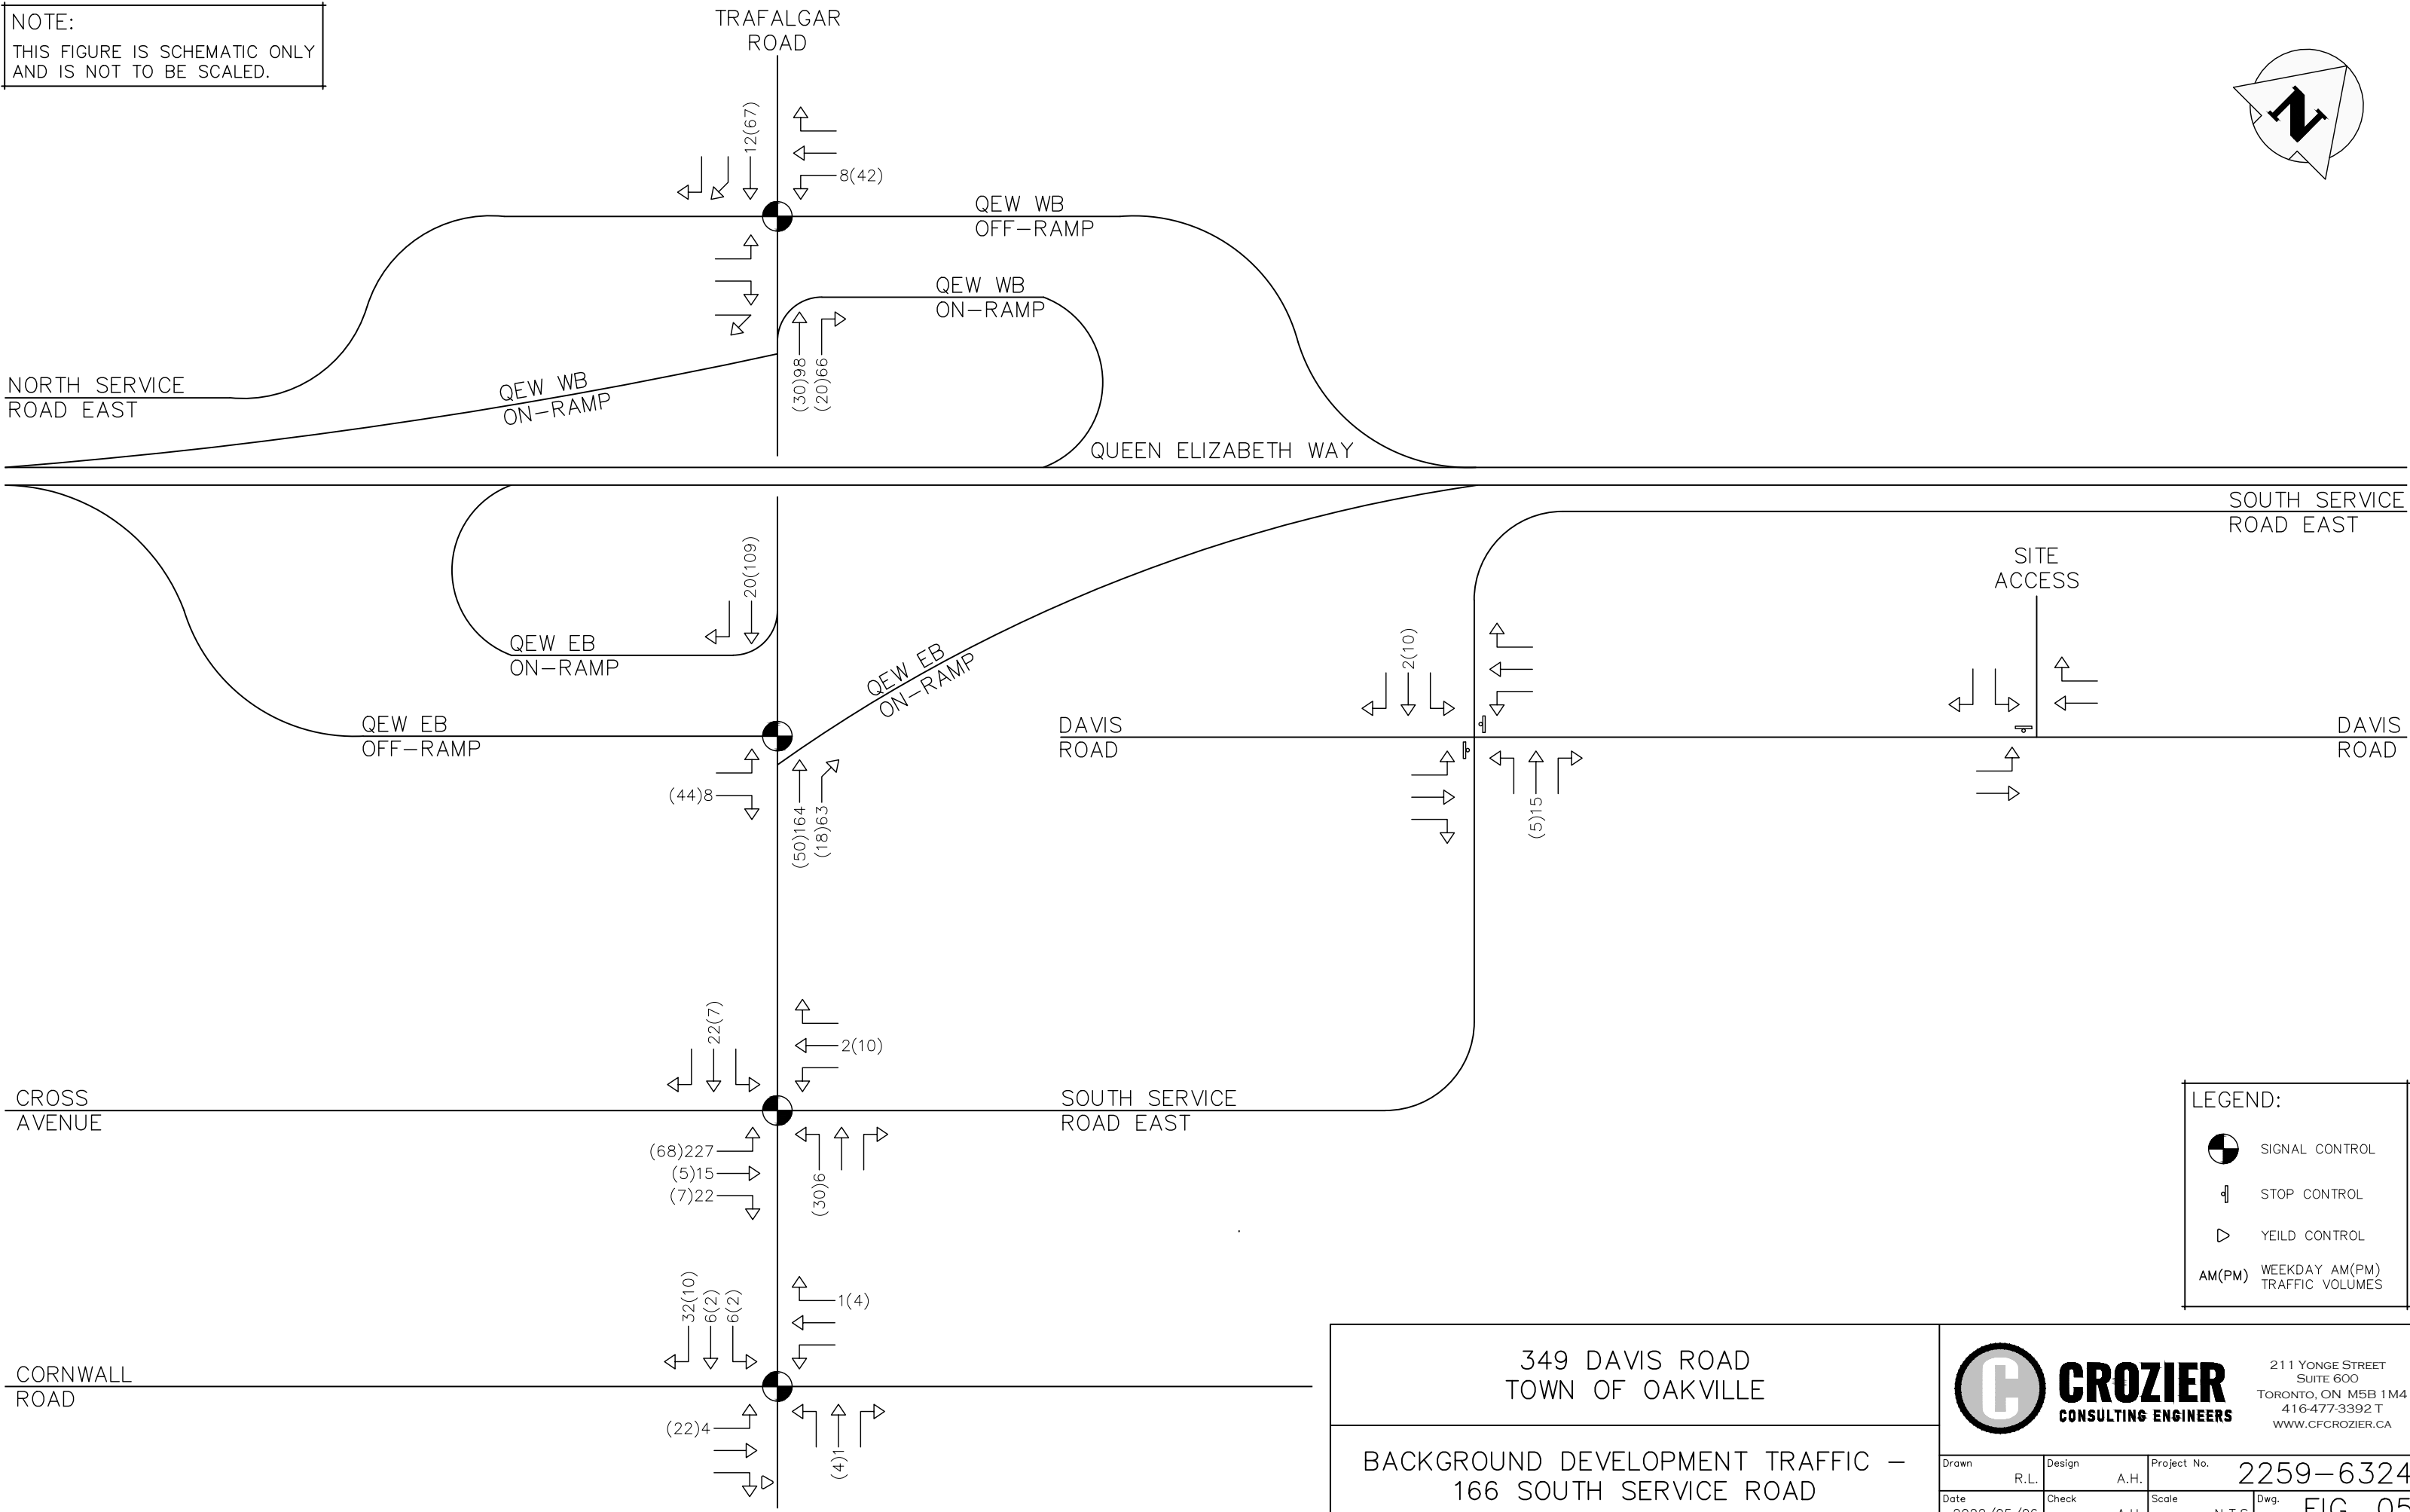 NOTE:
THIS FIGURE IS SCHEMATIC ONLY
AND IS NOT TO BE SCALED.
TRAFALGAR
ROAD
N
12(67)
8(42)
QEW WB
OFF-RAMP
QEW WB
ON-RAMP
(30)98
(20)66
NORTH SERVICE
ROAD EAST
QEW WB
ON-RAMP
QUEEN ELIZABETH WAY
SOUTH SERVICE
ROAD EAST
20(109)
SITE
ACCESS
QEW EB
ON-RAMP
QEW EB
ON-RAMP
2(10)
QEW EB
OFF-RAMP
DAVIS
ROAD
DAVIS
ROAD
(44)8
(50)164
(18)63
(5)15
22(7)
2(10)
CROSS
AVENUE
SOUTH SERVICE
ROAD EAST
(68)227
(5)15
(7)22
(30)6
LEGEND:
SIGNAL CONTROL
STOP CONTROL
YEILD CONTROL
AM(PM)
WEEKDAY AM(PM)
TRAFFIC VOLUMES
32(10)
6(2)
6(2)
1(4)
CORNWALL
ROAD
(22)4
(4)1
349 DAVIS ROAD
TOWN OF OAKVILLE
BACKGROUND DEVELOPMENT TRAFFIC -
166 SOUTH SERVICE ROAD
C
CROZIER
CONSULTING ENGINEERS
211 YONGE STREET
SUITE 600
TORONTO, ON M5B 1M4
416-477-3392 T
WWW.CFCROZIER.CA
Drawn R.L.
Design A.H.
Project No. 2259-6324
Date
Check
Scale
Dwg. FIG. 05